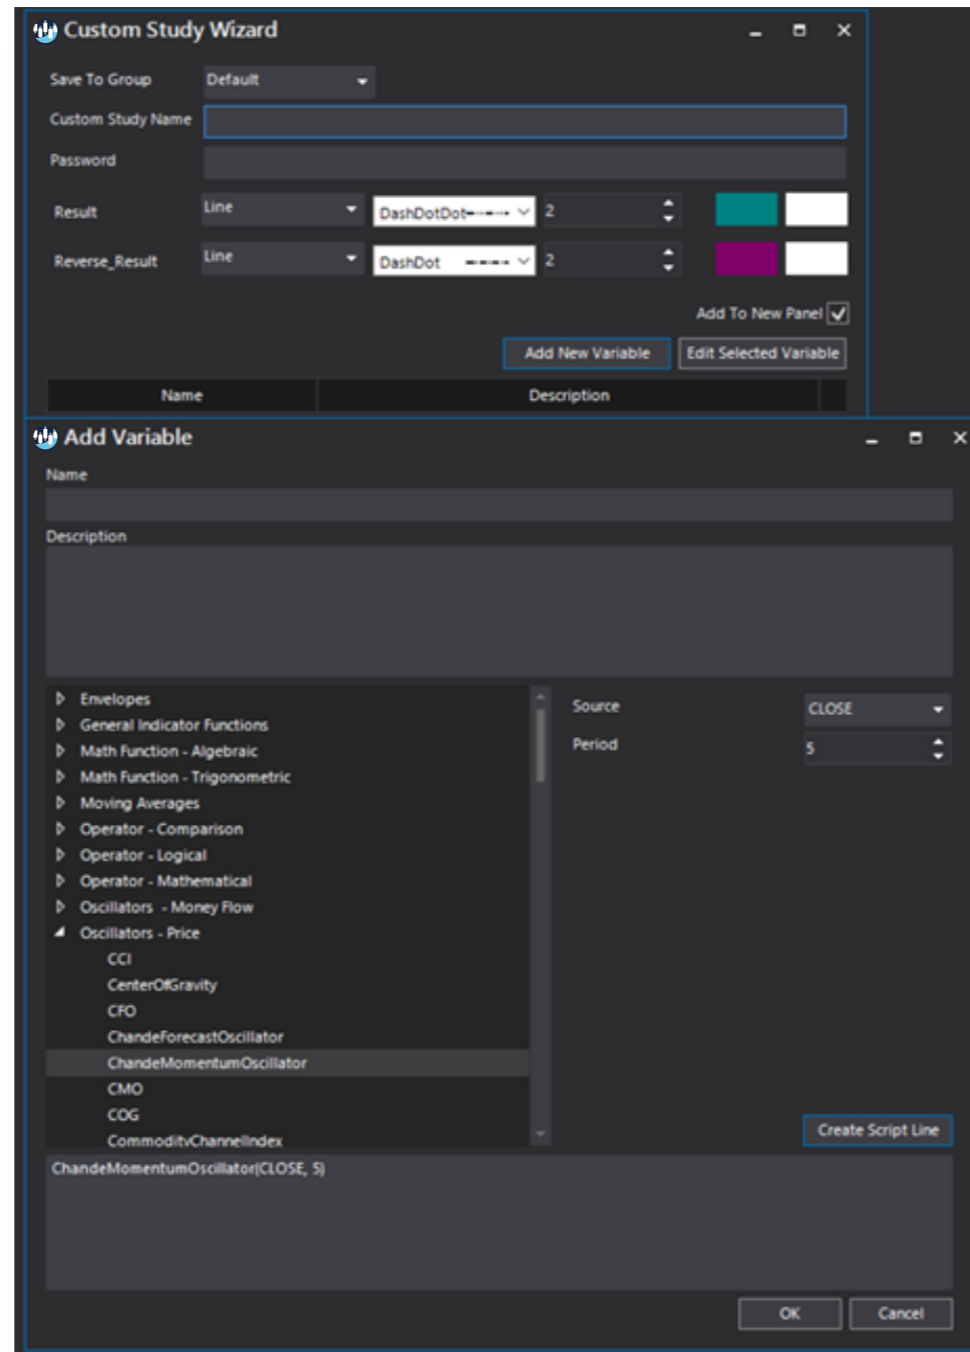 Custom Study Wizard
Save To Group Default
Custom Study Name
Password
Result Line DashDotDot 2
Reverse_Result Line DashDot 2
Add To New Panel
Add New Variable Edit Selected Variable
Name Description
Add Variable
Name
Description
Envelopes
General Indicator Functions
Math Function - Algebraic
Math Function - Trigonometric
Moving Averages
Operator - Comparison
Operator - Logical
Operator - Mathematical
Oscillators - Money Flow
Oscillators - Price
CCI
CenterOfGravity
CFO
ChandeForecastOscillator
ChandeMomentumOscillator
CMO
COG
CommodityChannelIndex
Source CLOSE
Period 5
Create Script Line
ChandeMomentumOscillator(CLOSE, 5)
OK Cancel